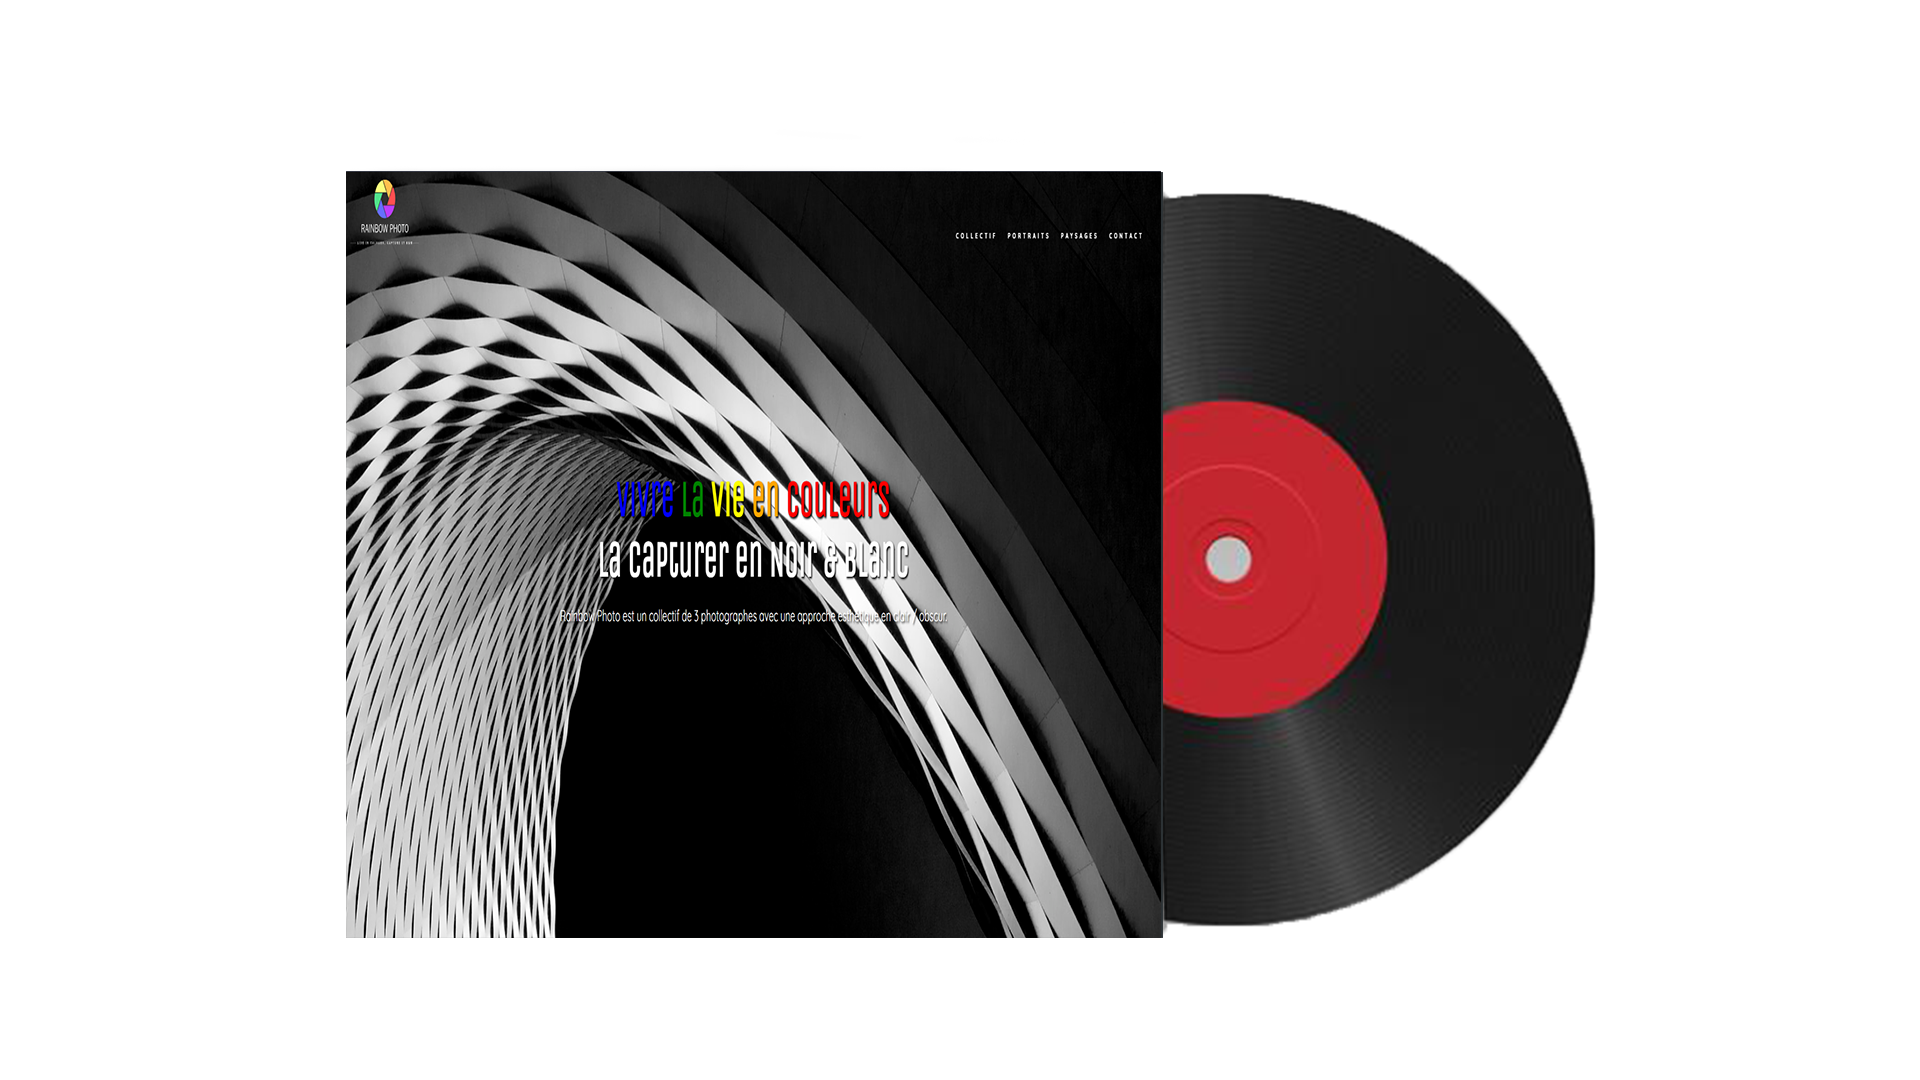 RAINBOW PHOTO
COLLECTIF PORTRAITS PAYSAGES CONTACT
Vivre La Vie en couleurs
La capturer en Noir & Blanc
Rainbow Photo est un collectif de 3 photographes avec une approche esthétique en clair / obscur.